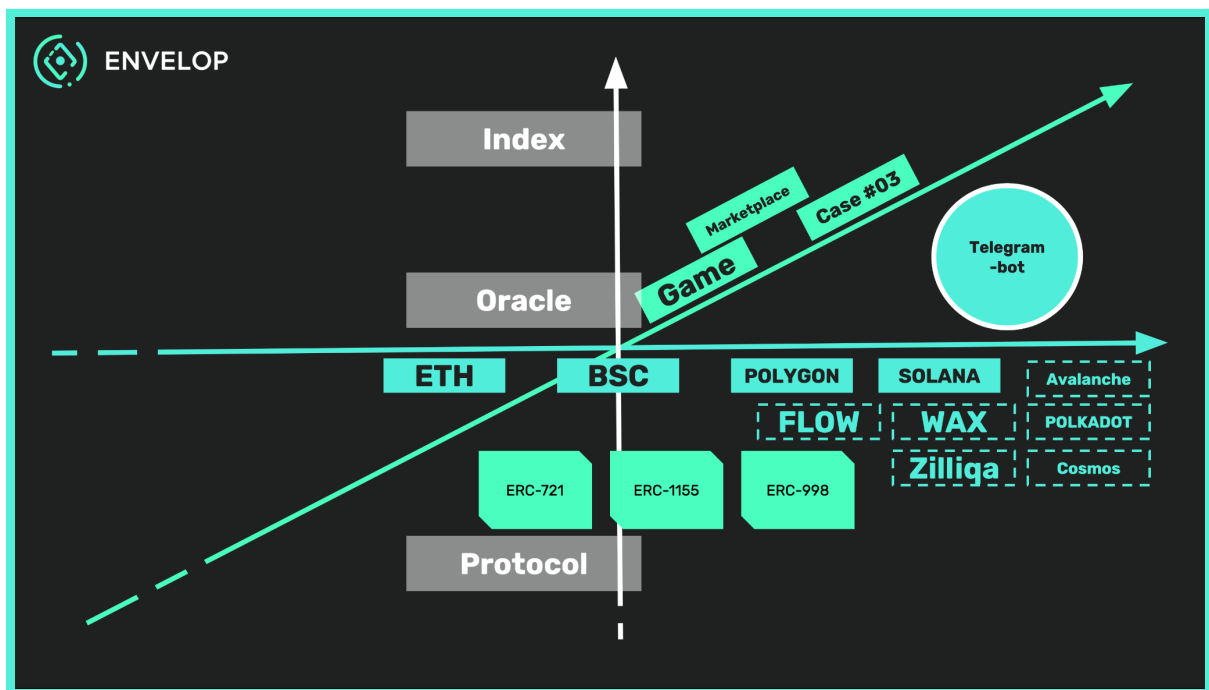 ENVELOP
Index
Marketplace
Case #03
Game
Telegram
-bot
Oracle
ETH
BSC
POLYGON
SOLANA
Avalanche
FLOW
WAX
POLKADOT
Zilliqa
Cosmos
ERC-721
ERC-1155
ERC-998
Protocol